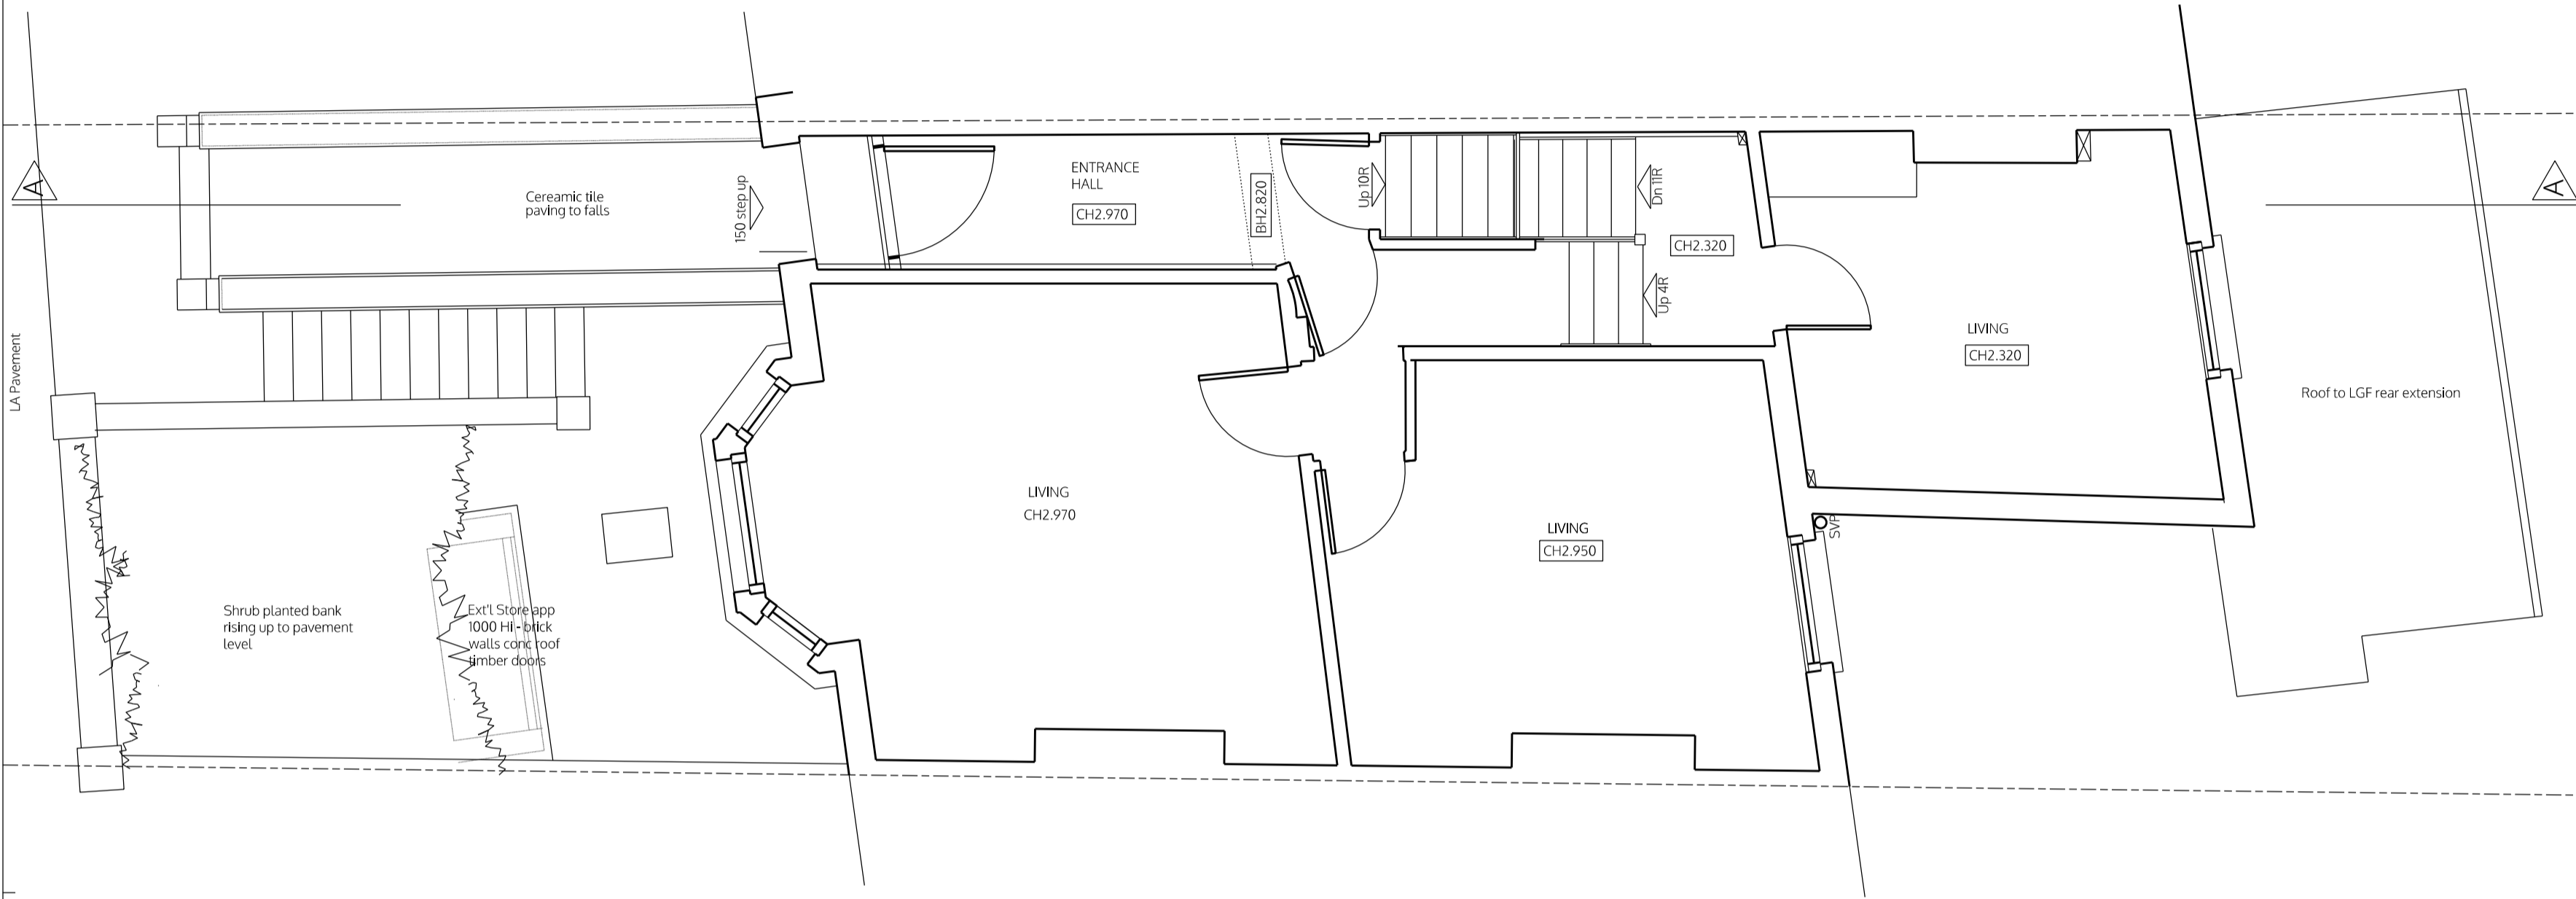 A
LA Pavement
Cereamic tile
paving to falls
150 step up
ENTRANCE
HALL
CH2.970
BH2.820
Up 10R
Dn 11R
CH2.320
Up 4R
LIVING
CH2.320
A
Roof to LGF rear extension
LIVING
CH2.970
LIVING
CH2.950
SVP
Shrub planted bank
rising up to pavement
level
Ext'l Store app
1000 Hi - brick
walls conc roof
timber doors